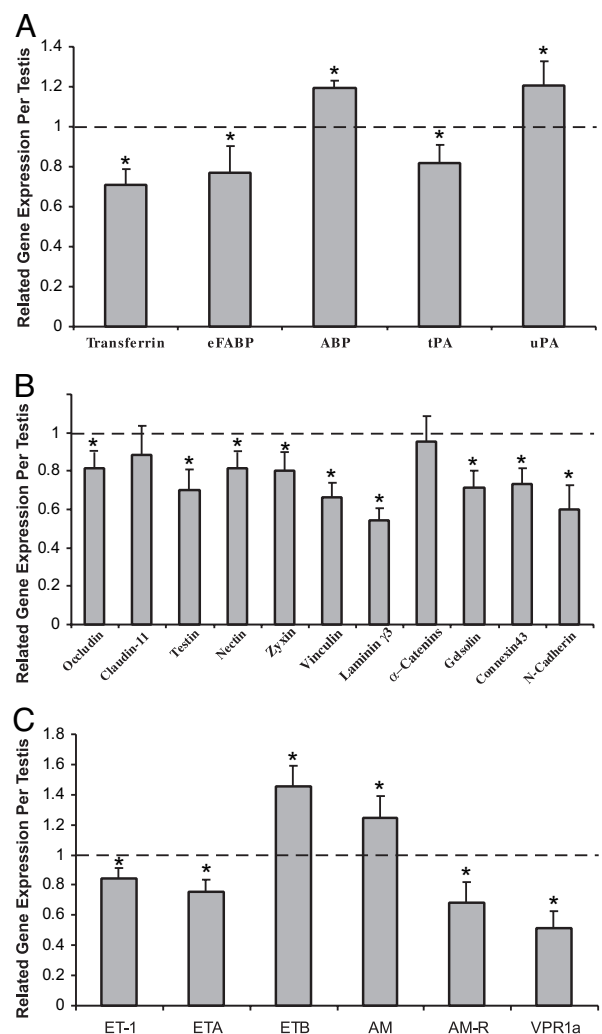 A
Related Gene Expression Per Testis
1.4
1.2
1
0.8
0.6
0.4
0.2
0
* * * * *
Transferrin eFABP ABP tPA uPA
B
Related Gene Expression Per Testis
1
0.8
0.6
0.4
0.2
0
* * * * * * * * *
Occludin Claudin-11 Testin Nectin Zyxin Vinculin Laminin γ3 α–Catenins Gelsolin Connexin43 N-Cadherin
C
Related Gene Expression Per Testis
1.8
1.6
1.4
1.2
1
0.8
0.6
0.4
0.2
0
* * * * * *
ET-1 ETA ETB AM AM-R VPR1a